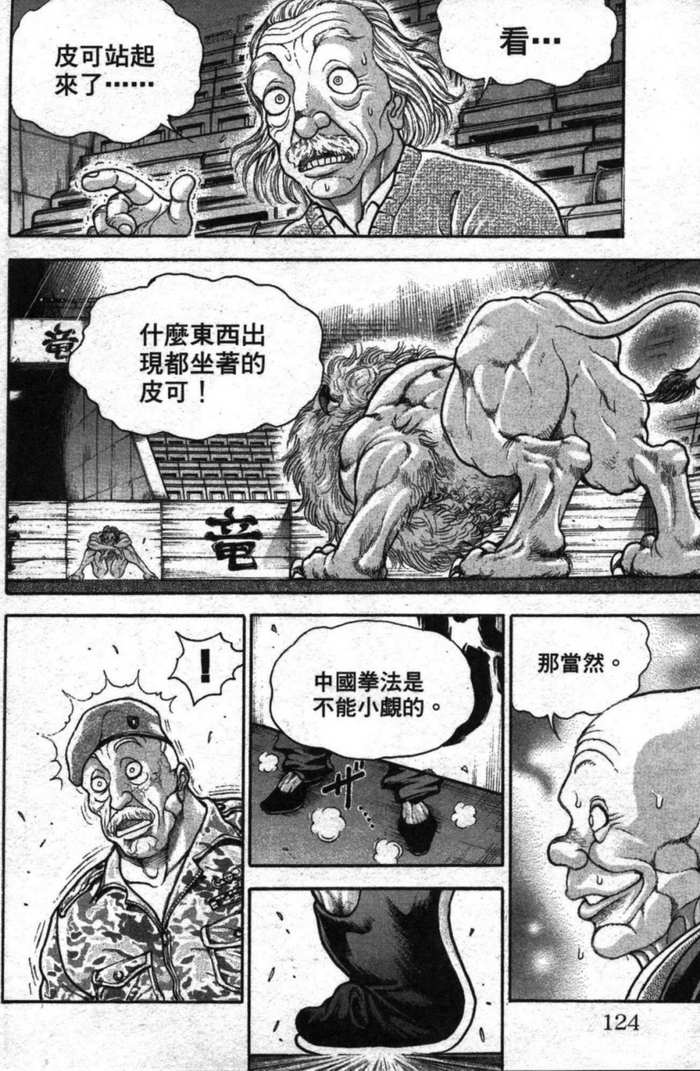 看⋯
皮可站起
來了⋯⋯
什麼東西出
現都坐著的
皮可！
竜
竜
那當然。
中國拳法是
不能小覷的。
ザ
！
124